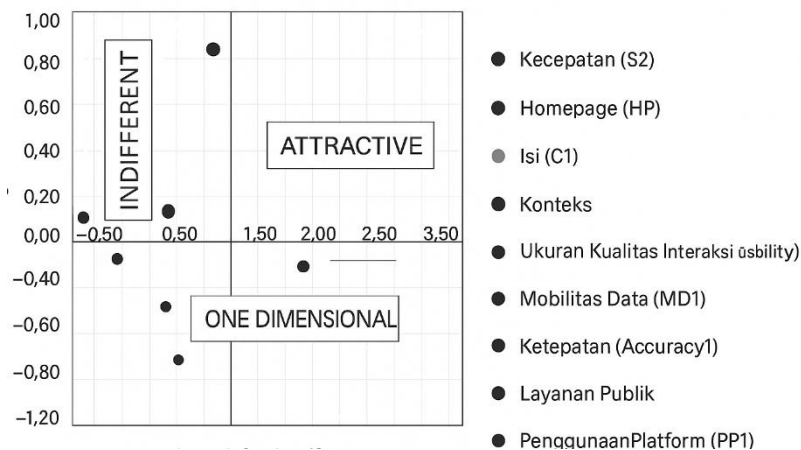 1,00
0,80
0,60
0,40
0,20
0,00
−0,40
−0,60
−0,80
−1,20
INDIFFERENT
ATTRACTIVE
−0,50 0,50 1,50 2,00 2,50 3,50
ONE DIMENSIONAL
Kecepatan (S2)
Homepage (HP)
Isi (C1)
Konteks
Ukuran Kualitas Interaksi ūsbility)
Mobilitas Data (MD1)
Ketepatan (Accuracy1)
Layanan Publik
PenggunaanPlatform (PP1)